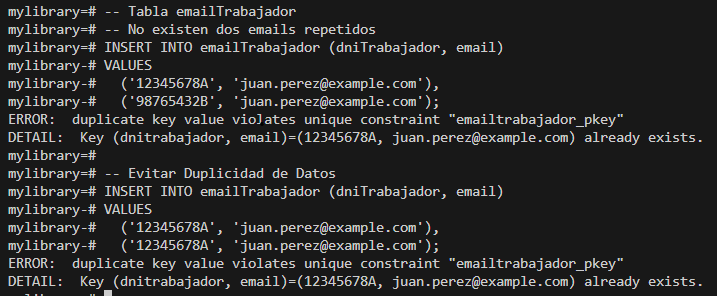 mylibrary=# -- Tabla emailTrabajador
mylibrary=# -- No existen dos emails repetidos
mylibrary=# INSERT INTO emailTrabajador (dniTrabajador, email)
mylibrary-# VALUES
mylibrary-#   ('12345678A', 'juan.perez@example.com'),
mylibrary-#   ('98765432B', 'juan.perez@example.com');
ERROR:  duplicate key value violates unique constraint "emailtrabajador_pkey"
DETAIL:  Key (dnitrabajador, email)=(12345678A, juan.perez@example.com) already exists.
mylibrary=#
mylibrary=# -- Evitar Duplicidad de Datos
mylibrary=# INSERT INTO emailTrabajador (dniTrabajador, email)
mylibrary-# VALUES
mylibrary-#   ('12345678A', 'juan.perez@example.com'),
mylibrary-#   ('12345678A', 'juan.perez@example.com');
ERROR:  duplicate key value violates unique constraint "emailtrabajador_pkey"
DETAIL:  Key (dnitrabajador, email)=(12345678A, juan.perez@example.com) already exists.